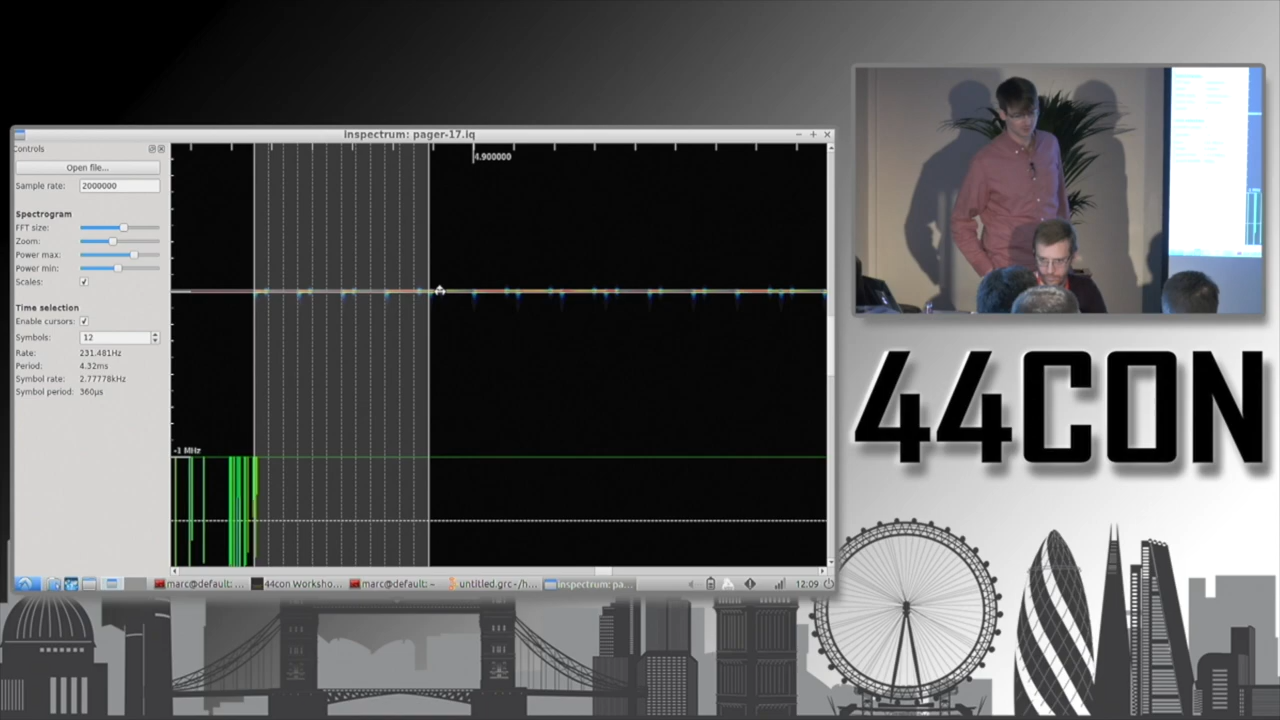 inspectrum: pager-17.iq
Controls
Open file...
Sample rate: 2000000
Spectrogram
FFT size:
Zoom:
Power max:
Power min:
Scales:
Time selection
Enable cursors:
Symbols: 12
Rate: 231.481Hz
Period: 4.32ms
Symbol rate: 2.77778kHz
Symbol period: 360µs
4.900000
-1 MHz
marc@default: ...
44con Worksho...
marc@default: ~
untitled.grc - /h...
inspectrum: pa...
12:09
44CON